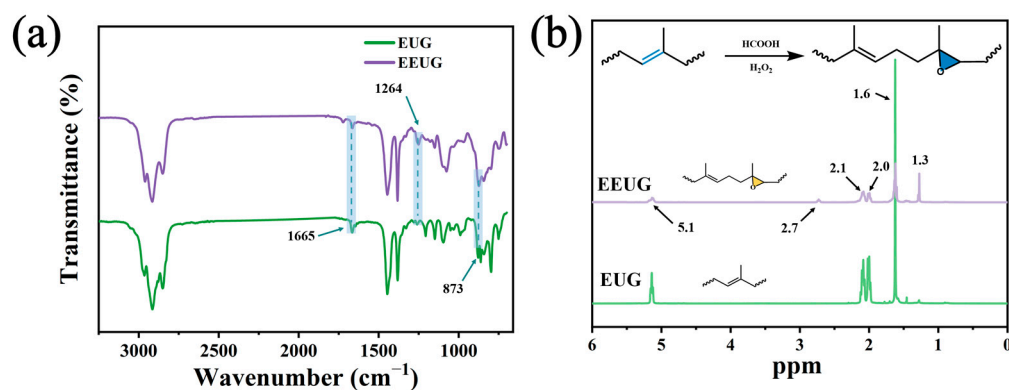 (a)
EUG
EEUG
1264
1665
873
Transmittance (%)
3000
2500
2000
1500
1000
Wavenumber (cm⁻¹)
(b)
HCOOH
H₂O₂
O
1.6
EEUG
O
2.1
2.0
1.3
5.1
2.7
EUG
6
5
4
3
2
1
0
ppm